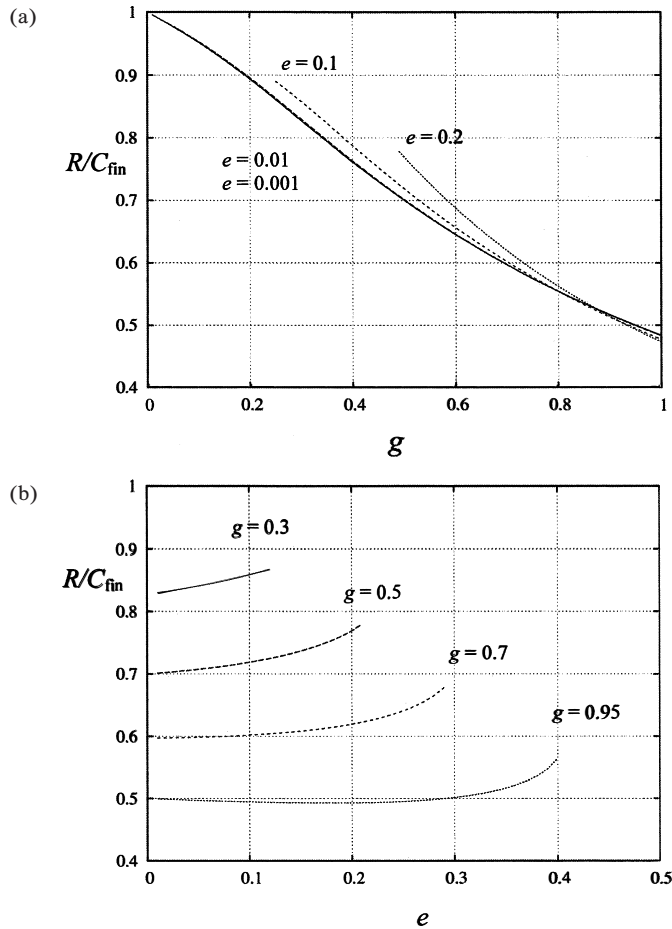 (a)
1
e = 0.1
0.9
e = 0.2
0.8
R/Cfin
e = 0.01
e = 0.001
0.7
0.6
0.5
0.4
0 0.2 0.4 0.6 0.8 1
g
(b)
1
g = 0.3
0.9
R/Cfin
g = 0.5
0.8
0.7
g = 0.7
0.6
g = 0.95
0.5
0.4
0 0.1 0.2 0.3 0.4 0.5
e